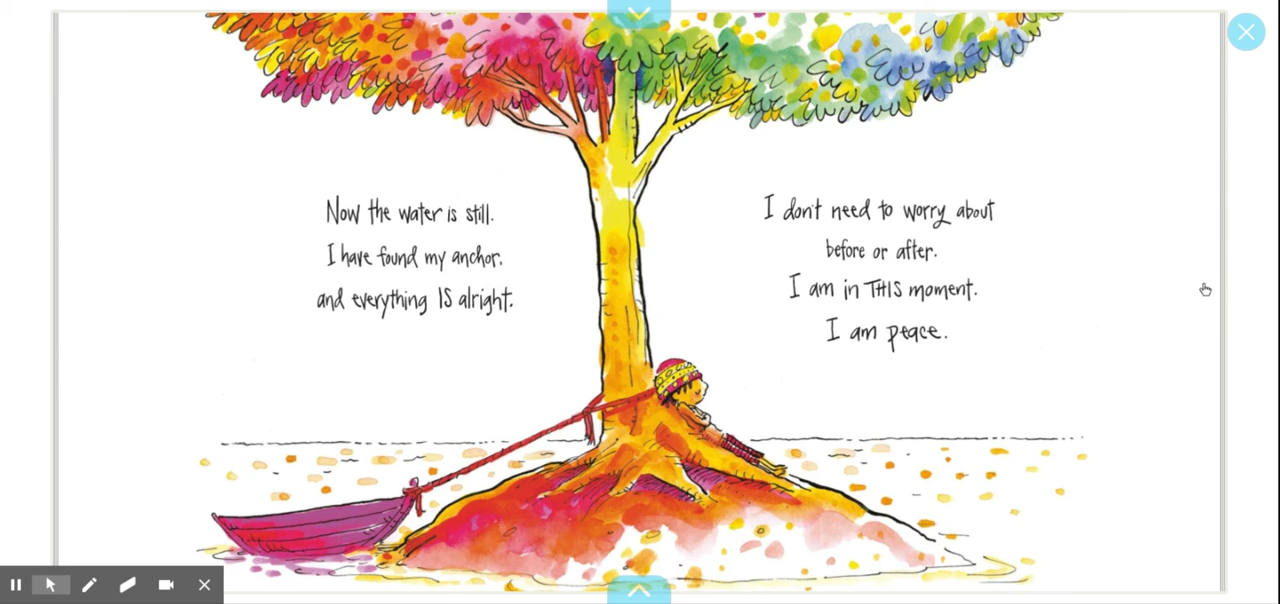 Now the water is still.
I have found my anchor,
and everything IS alright.
I don't need to worry about
before or after.
I am in THIS moment.
I am peace.